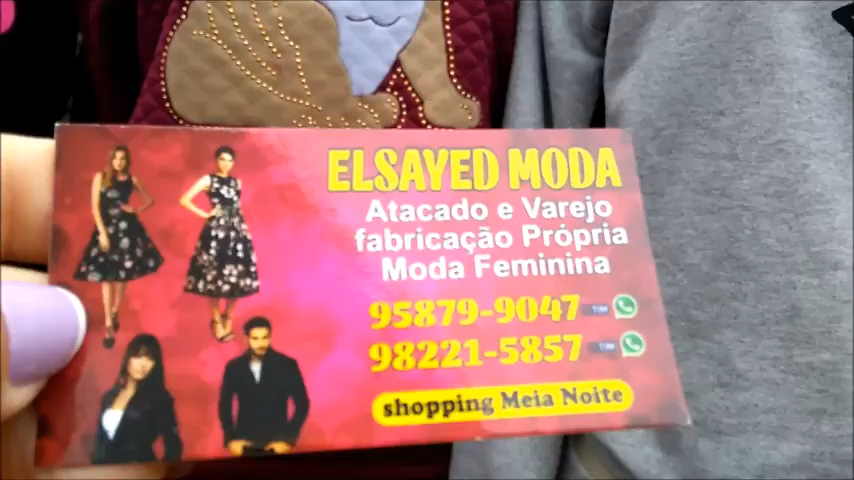 ELSAYED MODA
Atacado e Varejo
fabricação Própria
Moda Feminina
95879-9047
98221-5857
shopping Meia Noite